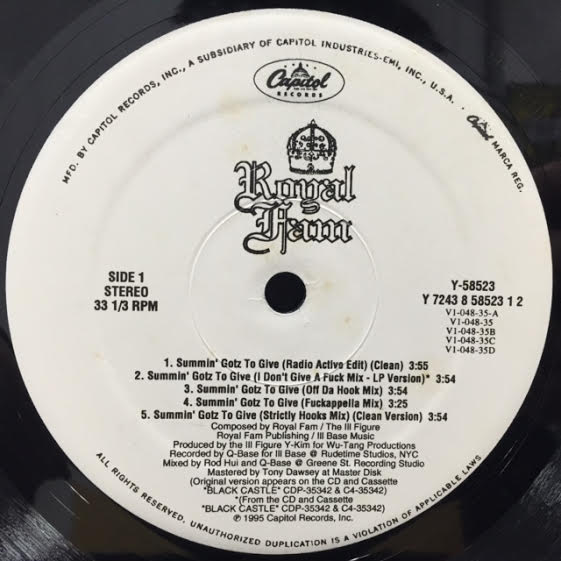 MFD. BY CAPITOL RECORDS, INC., A SUBSIDIARY OF CAPITOL INDUSTRIES-EMI, INC., U.S.A. · Capitol MARCA REG.
Capitol
RECORDS
Royal
Fam
SIDE 1
STEREO
33 1/3 RPM
Y-58523
Y 7243 8 58523 1 2
V1-048-35-A
V1-048-35
V1-048-35B
V1-048-35C
V1-048-35D
1. Summin' Gotz To Give (Radio Active Edit) (Clean) 3:55
2. Summin' Gotz To Give (I Don't Give A Fuck Mix - LP Version)* 3:54
3. Summin' Gotz To Give (Off Da Hook Mix) 3:54
4. Summin' Gotz To Give (Fuckappella Mix) 3:25
5. Summin' Gotz To Give (Strictly Hooks Mix) (Clean Version) 3:54
Composed by Royal Fam / The Ill Figure
Royal Fam Publishing / Ill Base Music
Produced by the Ill Figure Y-Kim for Wu-Tang Productions
Recorded by Q-Base for Ill Base @ Rudetime Studios, NYC
Mixed by Rod Hui and Q-Base @ Greene St. Recording Studio
Mastered by Tony Dawsey at Master Disk
(Original version appears on the CD and Cassette
"BLACK CASTLE" CDP-35342 & C4-35342)
*(From the CD and Cassette
"BLACK CASTLE" CDP-35342 & C4-35342)
℗ 1995 Capitol Records, Inc.
ALL RIGHTS RESERVED. UNAUTHORIZED DUPLICATION IS A VIOLATION OF APPLICABLE LAWS